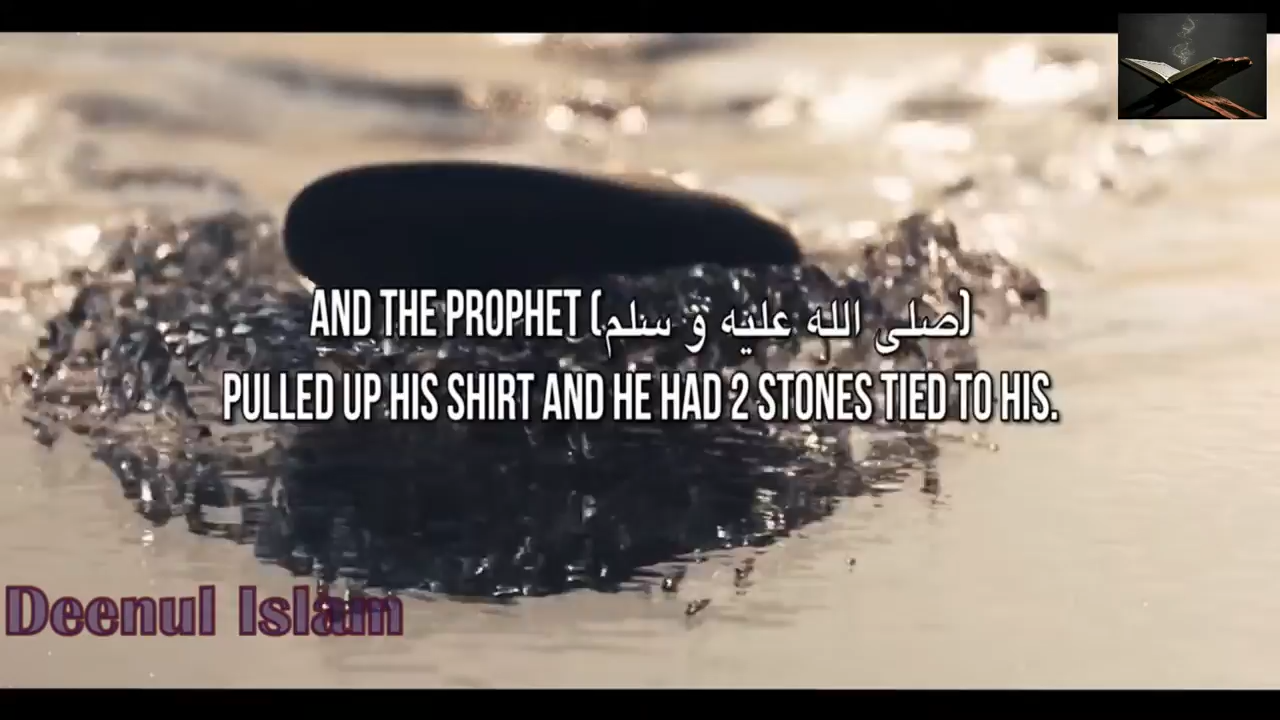 AND THE PROPHET (صلى الله عليه و سلم)
PULLED UP HIS SHIRT AND HE HAD 2 STONES TIED TO HIS.
Deenul Islam